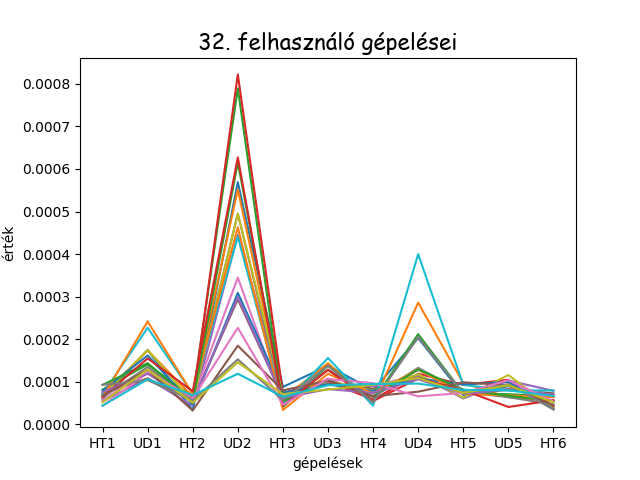 32. felhasználó gépelései
érték
0.0008
0.0007
0.0006
0.0005
0.0004
0.0003
0.0002
0.0001
0.0000
HT1 UD1 HT2 UD2 HT3 UD3 HT4 UD4 HT5 UD5 HT6
gépelések